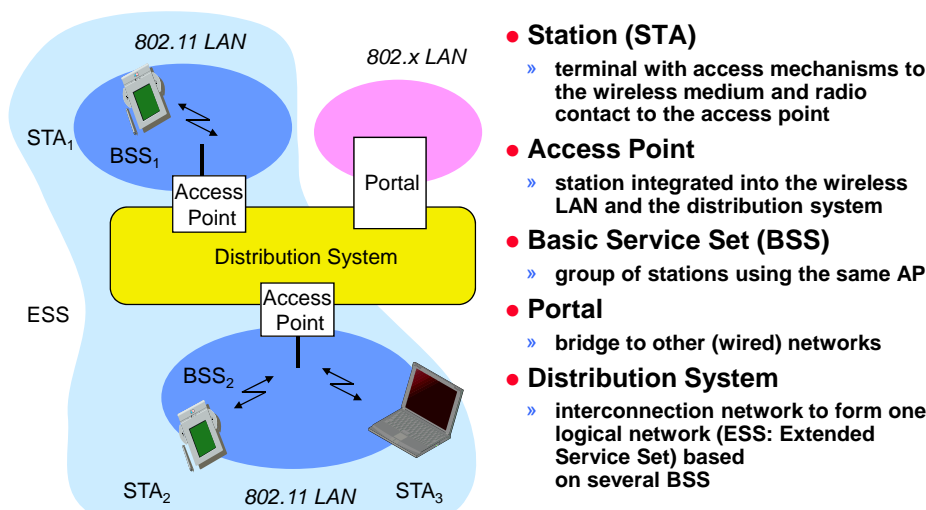 802.11 LAN
802.x LAN
STA₁
BSS₁
Access
Point
Portal
Distribution System
Access
Point
ESS
BSS₂
STA₂
802.11 LAN
STA₃
● Station (STA)
» terminal with access mechanisms to
the wireless medium and radio
contact to the access point
● Access Point
» station integrated into the wireless
LAN and the distribution system
● Basic Service Set (BSS)
» group of stations using the same AP
● Portal
» bridge to other (wired) networks
● Distribution System
» interconnection network to form one
logical network (ESS: Extended
Service Set) based
on several BSS